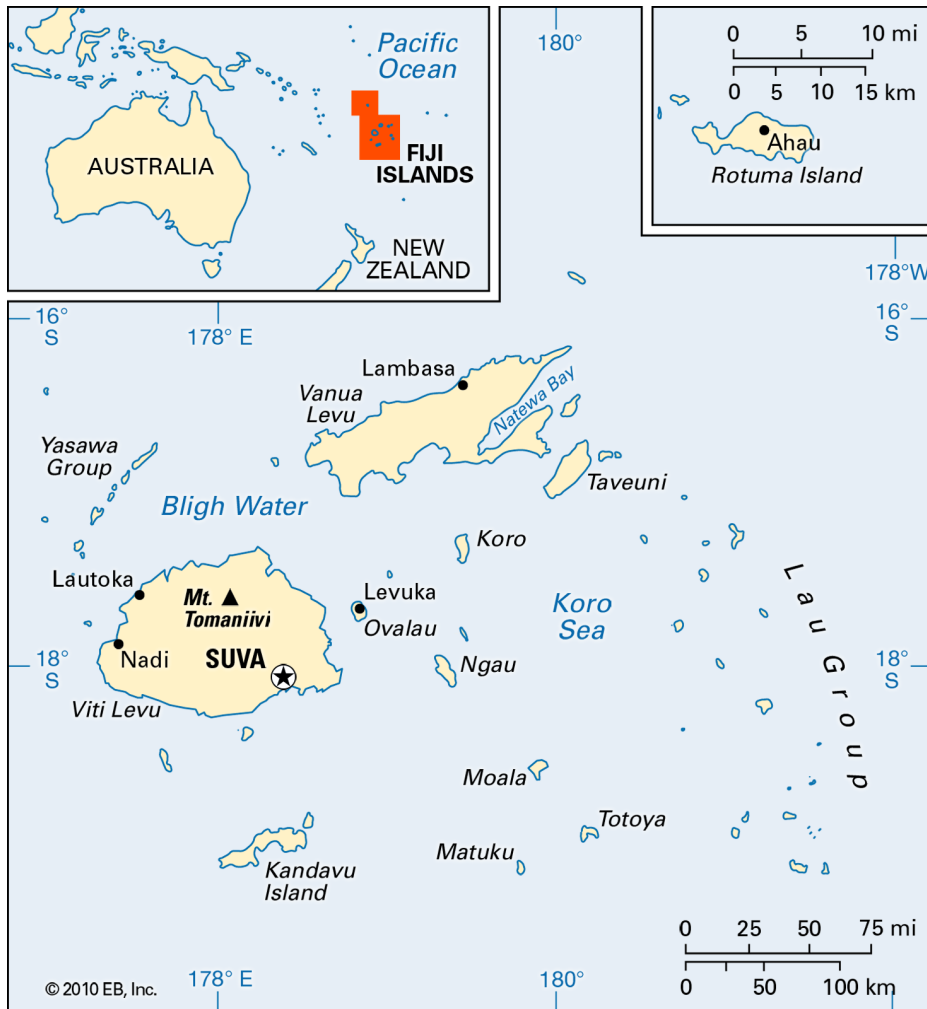 Pacific
Ocean
AUSTRALIA
FIJI
ISLANDS
NEW
ZEALAND
180°
0 5 10 mi
0 5 10 15 km
Ahau
Rotuma Island
178°W
16°
S
178° E
16°
S
Lambasa
Vanua
Levu
Natewa Bay
Yasawa
Group
Taveuni
Bligh Water
Koro
Lautoka
Mt.
Tomaniivi
Levuka
Ovalau
Koro
Sea
Lau Group
Nadi
SUVA
18°
S
Ngau
18°
S
Viti Levu
Moala
Totoya
Matuku
Kandavu
Island
0 25 50 75 mi
0 50 100 km
178° E
180°
© 2010 EB, Inc.